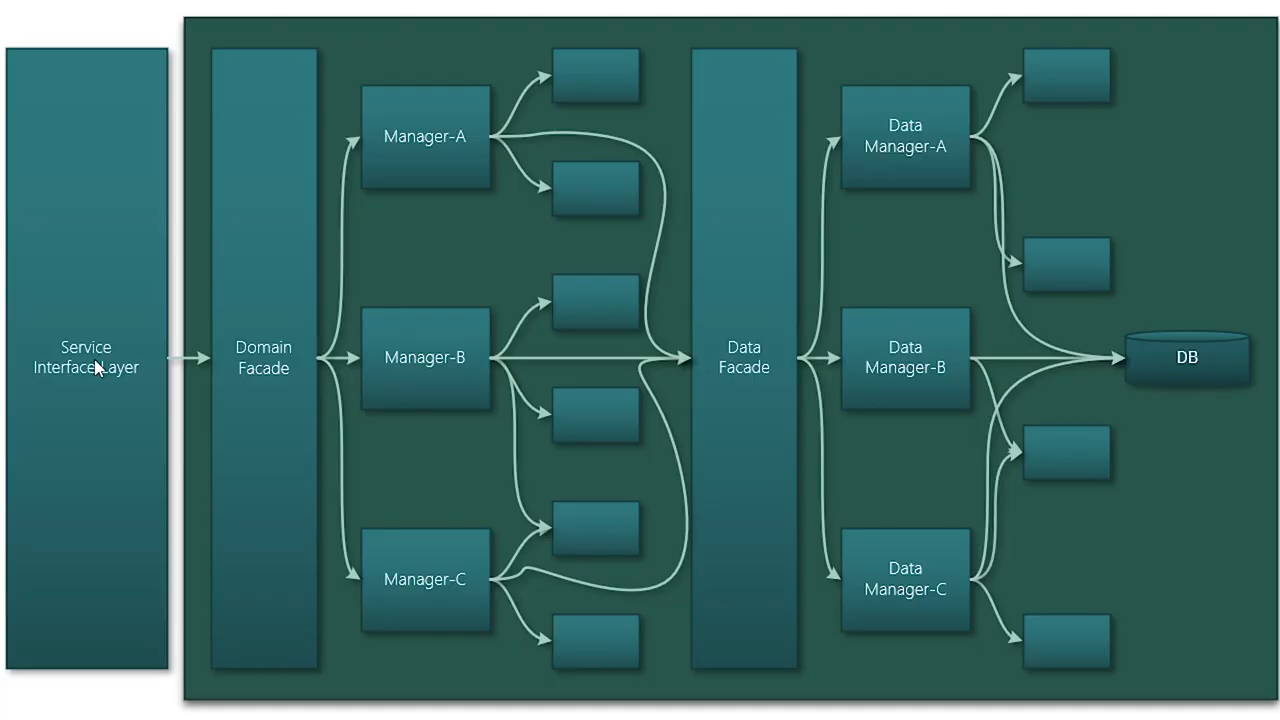 Service
Interface Layer
Domain
Facade
Manager-A
Manager-B
Manager-C
Data
Facade
Data
Manager-A
Data
Manager-B
Data
Manager-C
DB